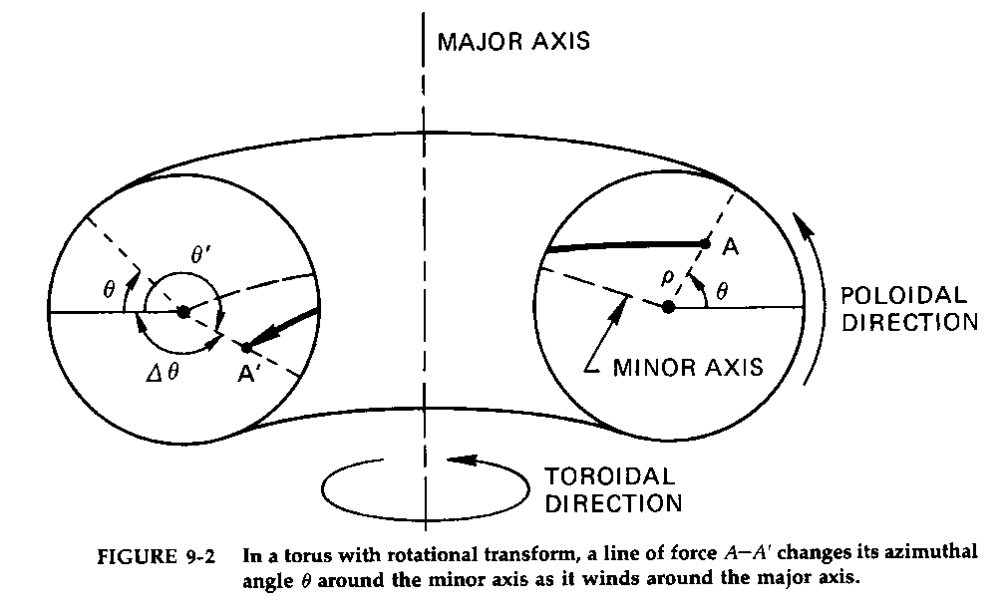 MAJOR AXIS
θ'
θ
Δθ
A'
A
ρ
θ
MINOR AXIS
POLOIDAL
DIRECTION
TOROIDAL
DIRECTION
FIGURE 9-2 In a torus with rotational transform, a line of force A–A' changes its azimuthal
angle θ around the minor axis as it winds around the major axis.